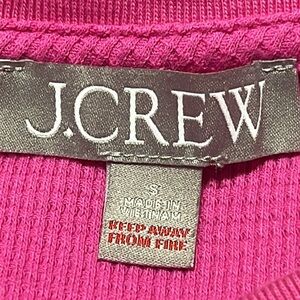 J.CREW
S
MADE IN
VIETNAM
KEEP AWAY
FROM FIRE